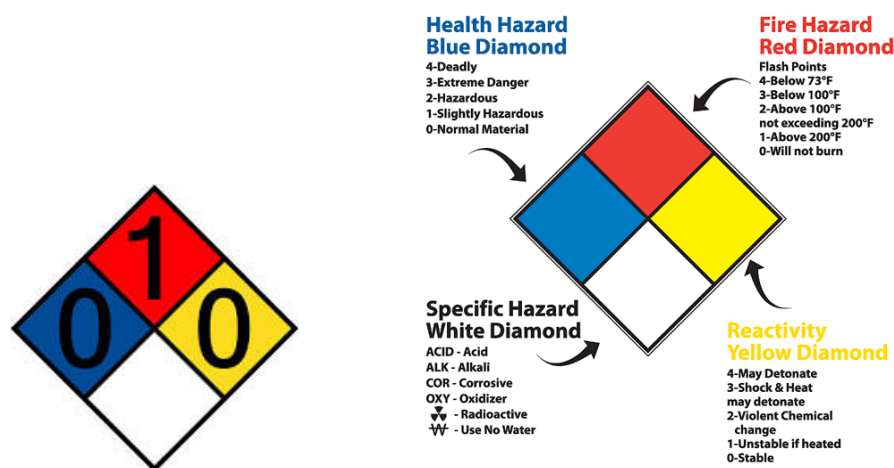 Health Hazard
Blue Diamond
4-Deadly
3-Extreme Danger
2-Hazardous
1-Slightly Hazardous
0-Normal Material
Fire Hazard
Red Diamond
Flash Points
4-Below 73°F
3-Below 100°F
2-Above 100°F
not exceeding 200°F
1-Above 200°F
0-Will not burn
1
0 0
Specific Hazard
White Diamond
ACID - Acid
ALK - Alkali
COR - Corrosive
OXY - Oxidizer
- Radioactive
W - Use No Water
Reactivity
Yellow Diamond
4-May Detonate
3-Shock & Heat
may detonate
2-Violent Chemical
change
1-Unstable if heated
0-Stable